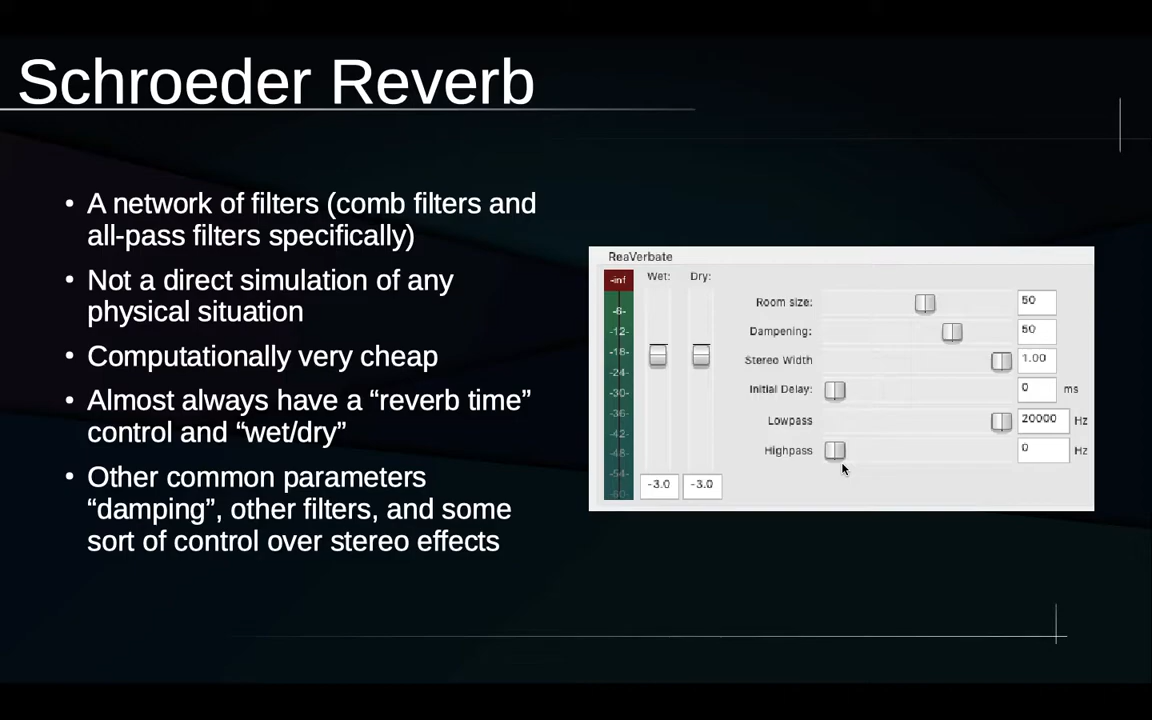 Schroeder Reverb
• A network of filters (comb filters and
all-pass filters specifically)
• Not a direct simulation of any
physical situation
• Computationally very cheap
• Almost always have a “reverb time”
control and “wet/dry”
• Other common parameters
“damping”, other filters, and some
sort of control over stereo effects
ReaVerbate
Wet: Dry:
-inf
-6-
-12-
-18-
-24-
-30-
-36-
-42-
-48-
-54-
-60-
-3.0 -3.0
Room size: 50
Dampening: 50
Stereo Width 1.00
Initial Delay: 0 ms
Lowpass 20000 Hz
Highpass 0 Hz